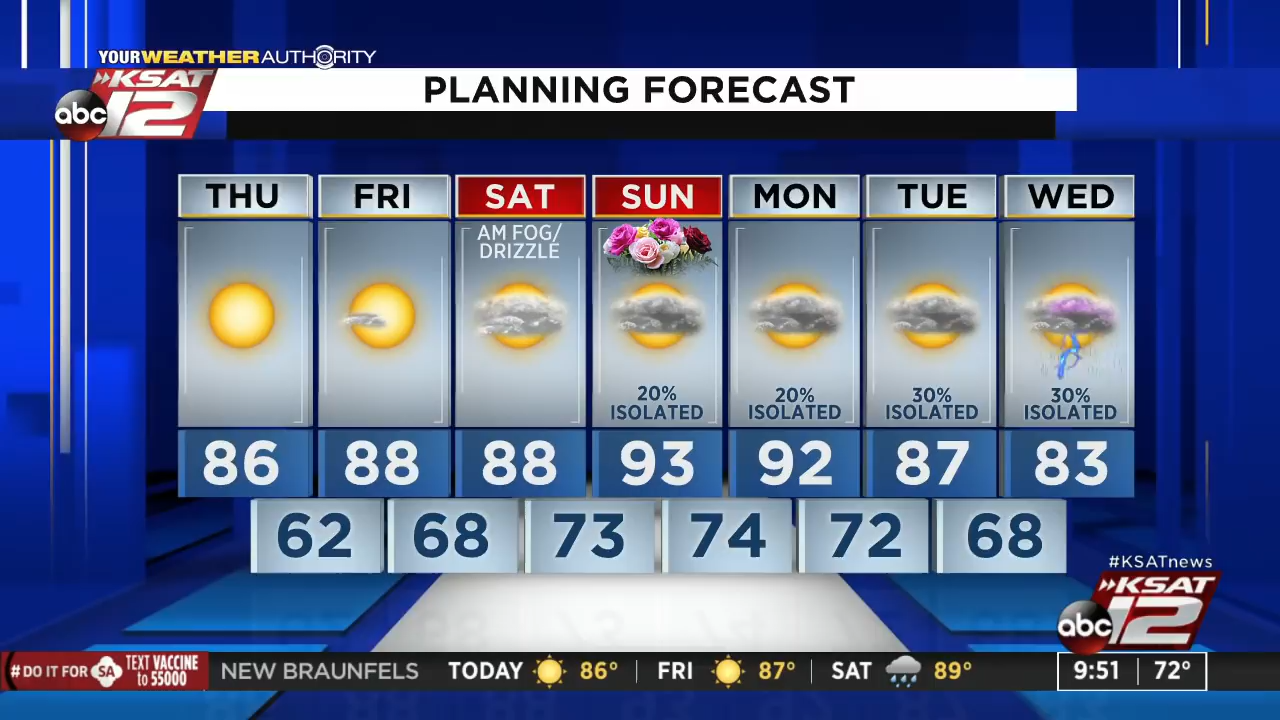 YOURWEATHERAUTHORITY
KSAT
abc 12
PLANNING FORECAST
THU FRI SAT SUN MON TUE WED
AM FOG/
DRIZZLE
20% 20% 30% 30%
ISOLATED ISOLATED ISOLATED ISOLATED
86 88 88 93 92 87 83
62 68 73 74 72 68
#KSATnews
KSAT
abc 12
#DO IT FOR SA TEXT VACCINE
to 55000
NEW BRAUNFELS TODAY 86° FRI 87° SAT 89°
9:51 72°